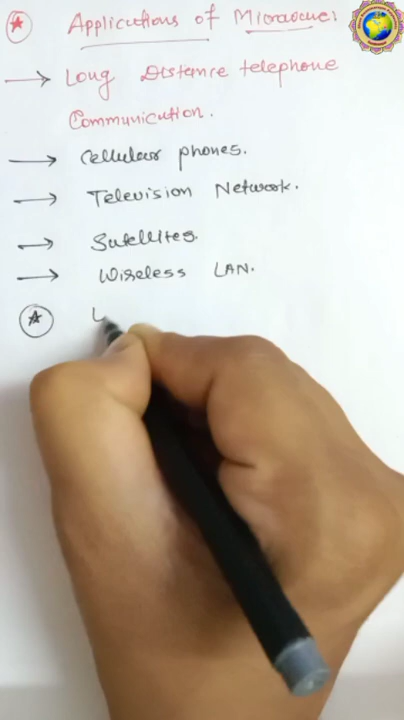 Applications of Microwave:
→ Long Distance telephone
Communication.
→ Cellular phones.
→ Television Network.
→ Satellites.
→ Wireless LAN.